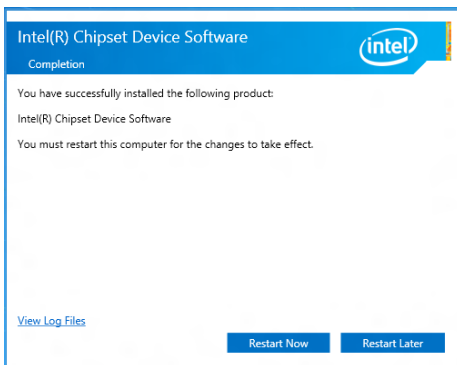 Intel(R) Chipset Device Software
intel
Completion
You have successfully installed the following product:
Intel(R) Chipset Device Software
You must restart this computer for the changes to take effect.
View Log Files
Restart Now
Restart Later